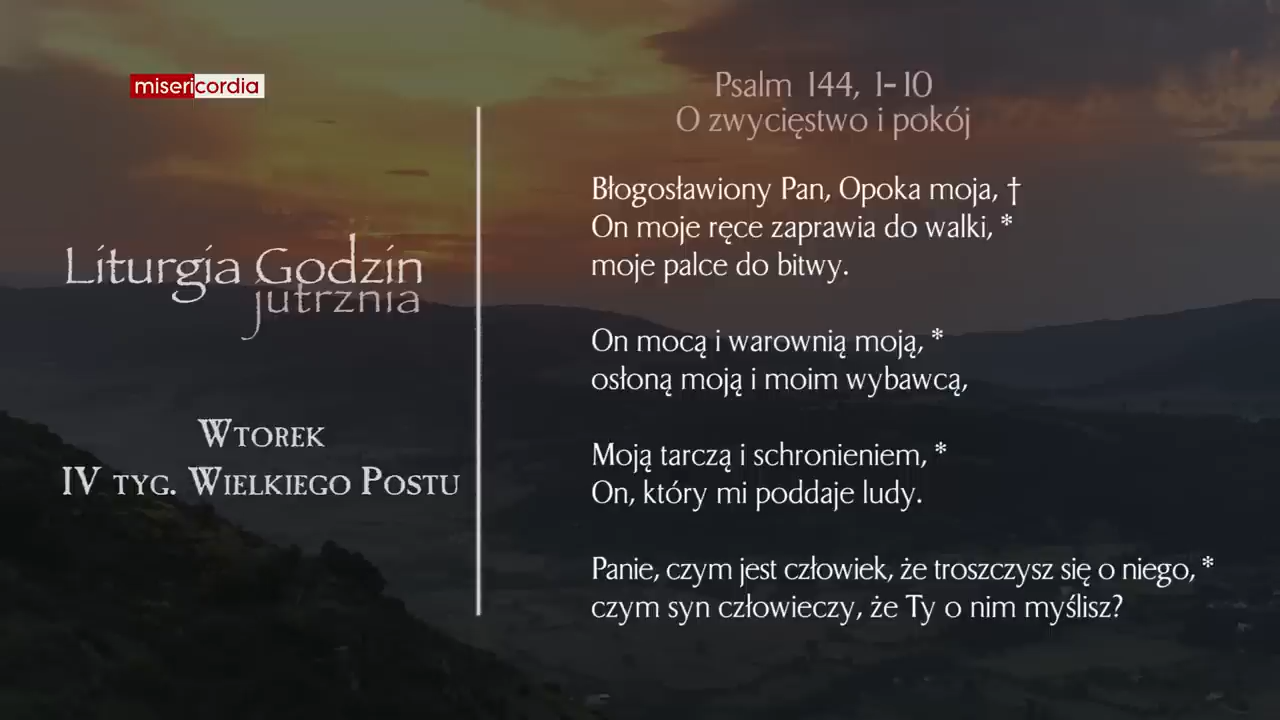 misericordia
Liturgia Godzin
jutrznia
Wtorek
IV tyg. Wielkiego Postu
Psalm 144, 1-10
O zwycięstwo i pokój
Błogosławiony Pan, Opoka moja, †
On moje ręce zaprawia do walki, *
moje palce do bitwy.
On mocą i warownią moją, *
osłoną moją i moim wybawcą,
Moją tarczą i schronieniem, *
On, który mi poddaje ludy.
Panie, czym jest człowiek, że troszczysz się o niego, *
czym syn człowieczy, że Ty o nim myślisz?